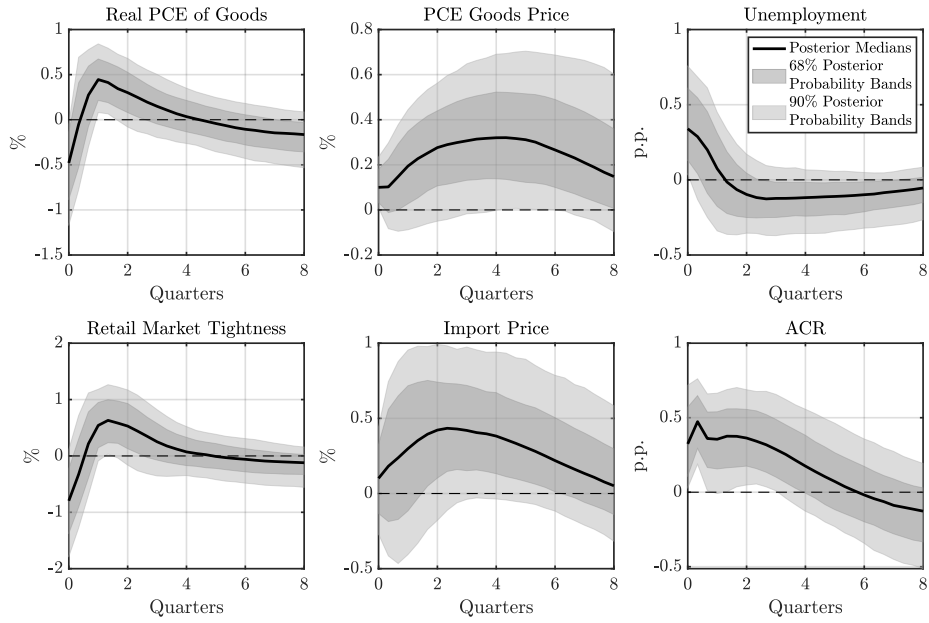 Real PCE of Goods
1
0.5
0
-0.5
-1
-1.5
%
0 2 4 6 8
Quarters
PCE Goods Price
0.8
0.6
0.4
0.2
0
0.2
%
0 2 4 6 8
Quarters
Unemployment
1
0.5
0
-0.5
p.p.
Posterior Medians
68% Posterior
Probability Bands
90% Posterior
Probability Bands
0 2 4 6 8
Quarters
Retail Market Tightness
2
1
0
-1
-2
%
0 2 4 6 8
Quarters
Import Price
1
0.5
0
0.5
%
0 2 4 6 8
Quarters
ACR
1
0.5
0
-0.5
p.p.
0 2 4 6 8
Quarters